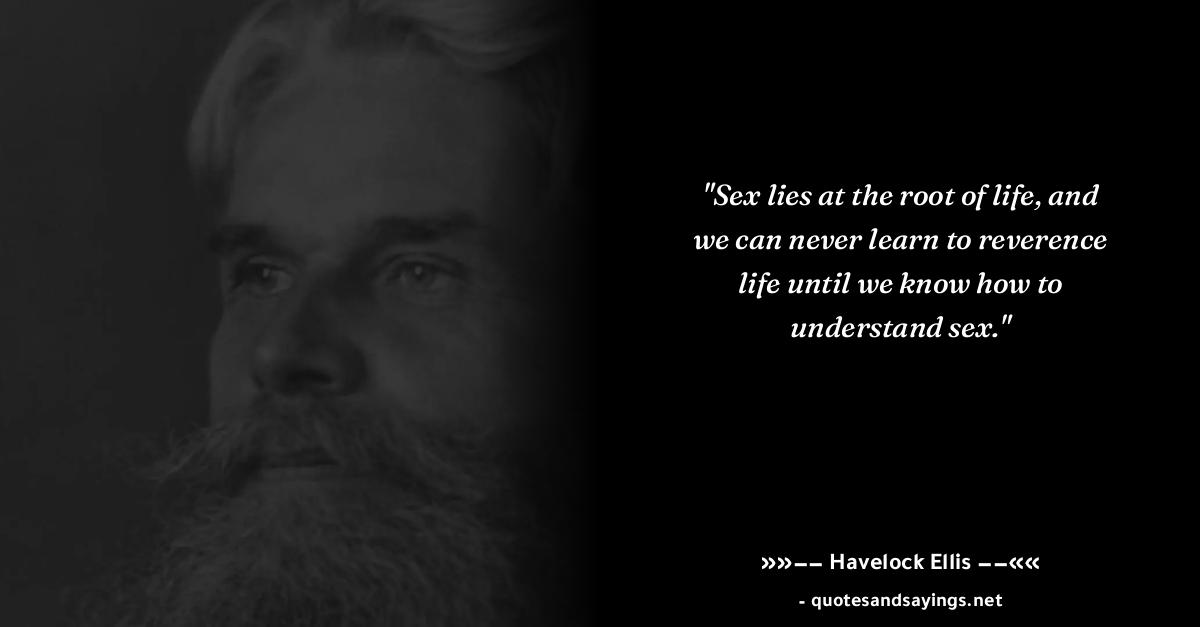 "Sex lies at the root of life, and
we can never learn to reverence
life until we know how to
understand sex."
»»–– Havelock Ellis ––««
- quotesandsayings.net